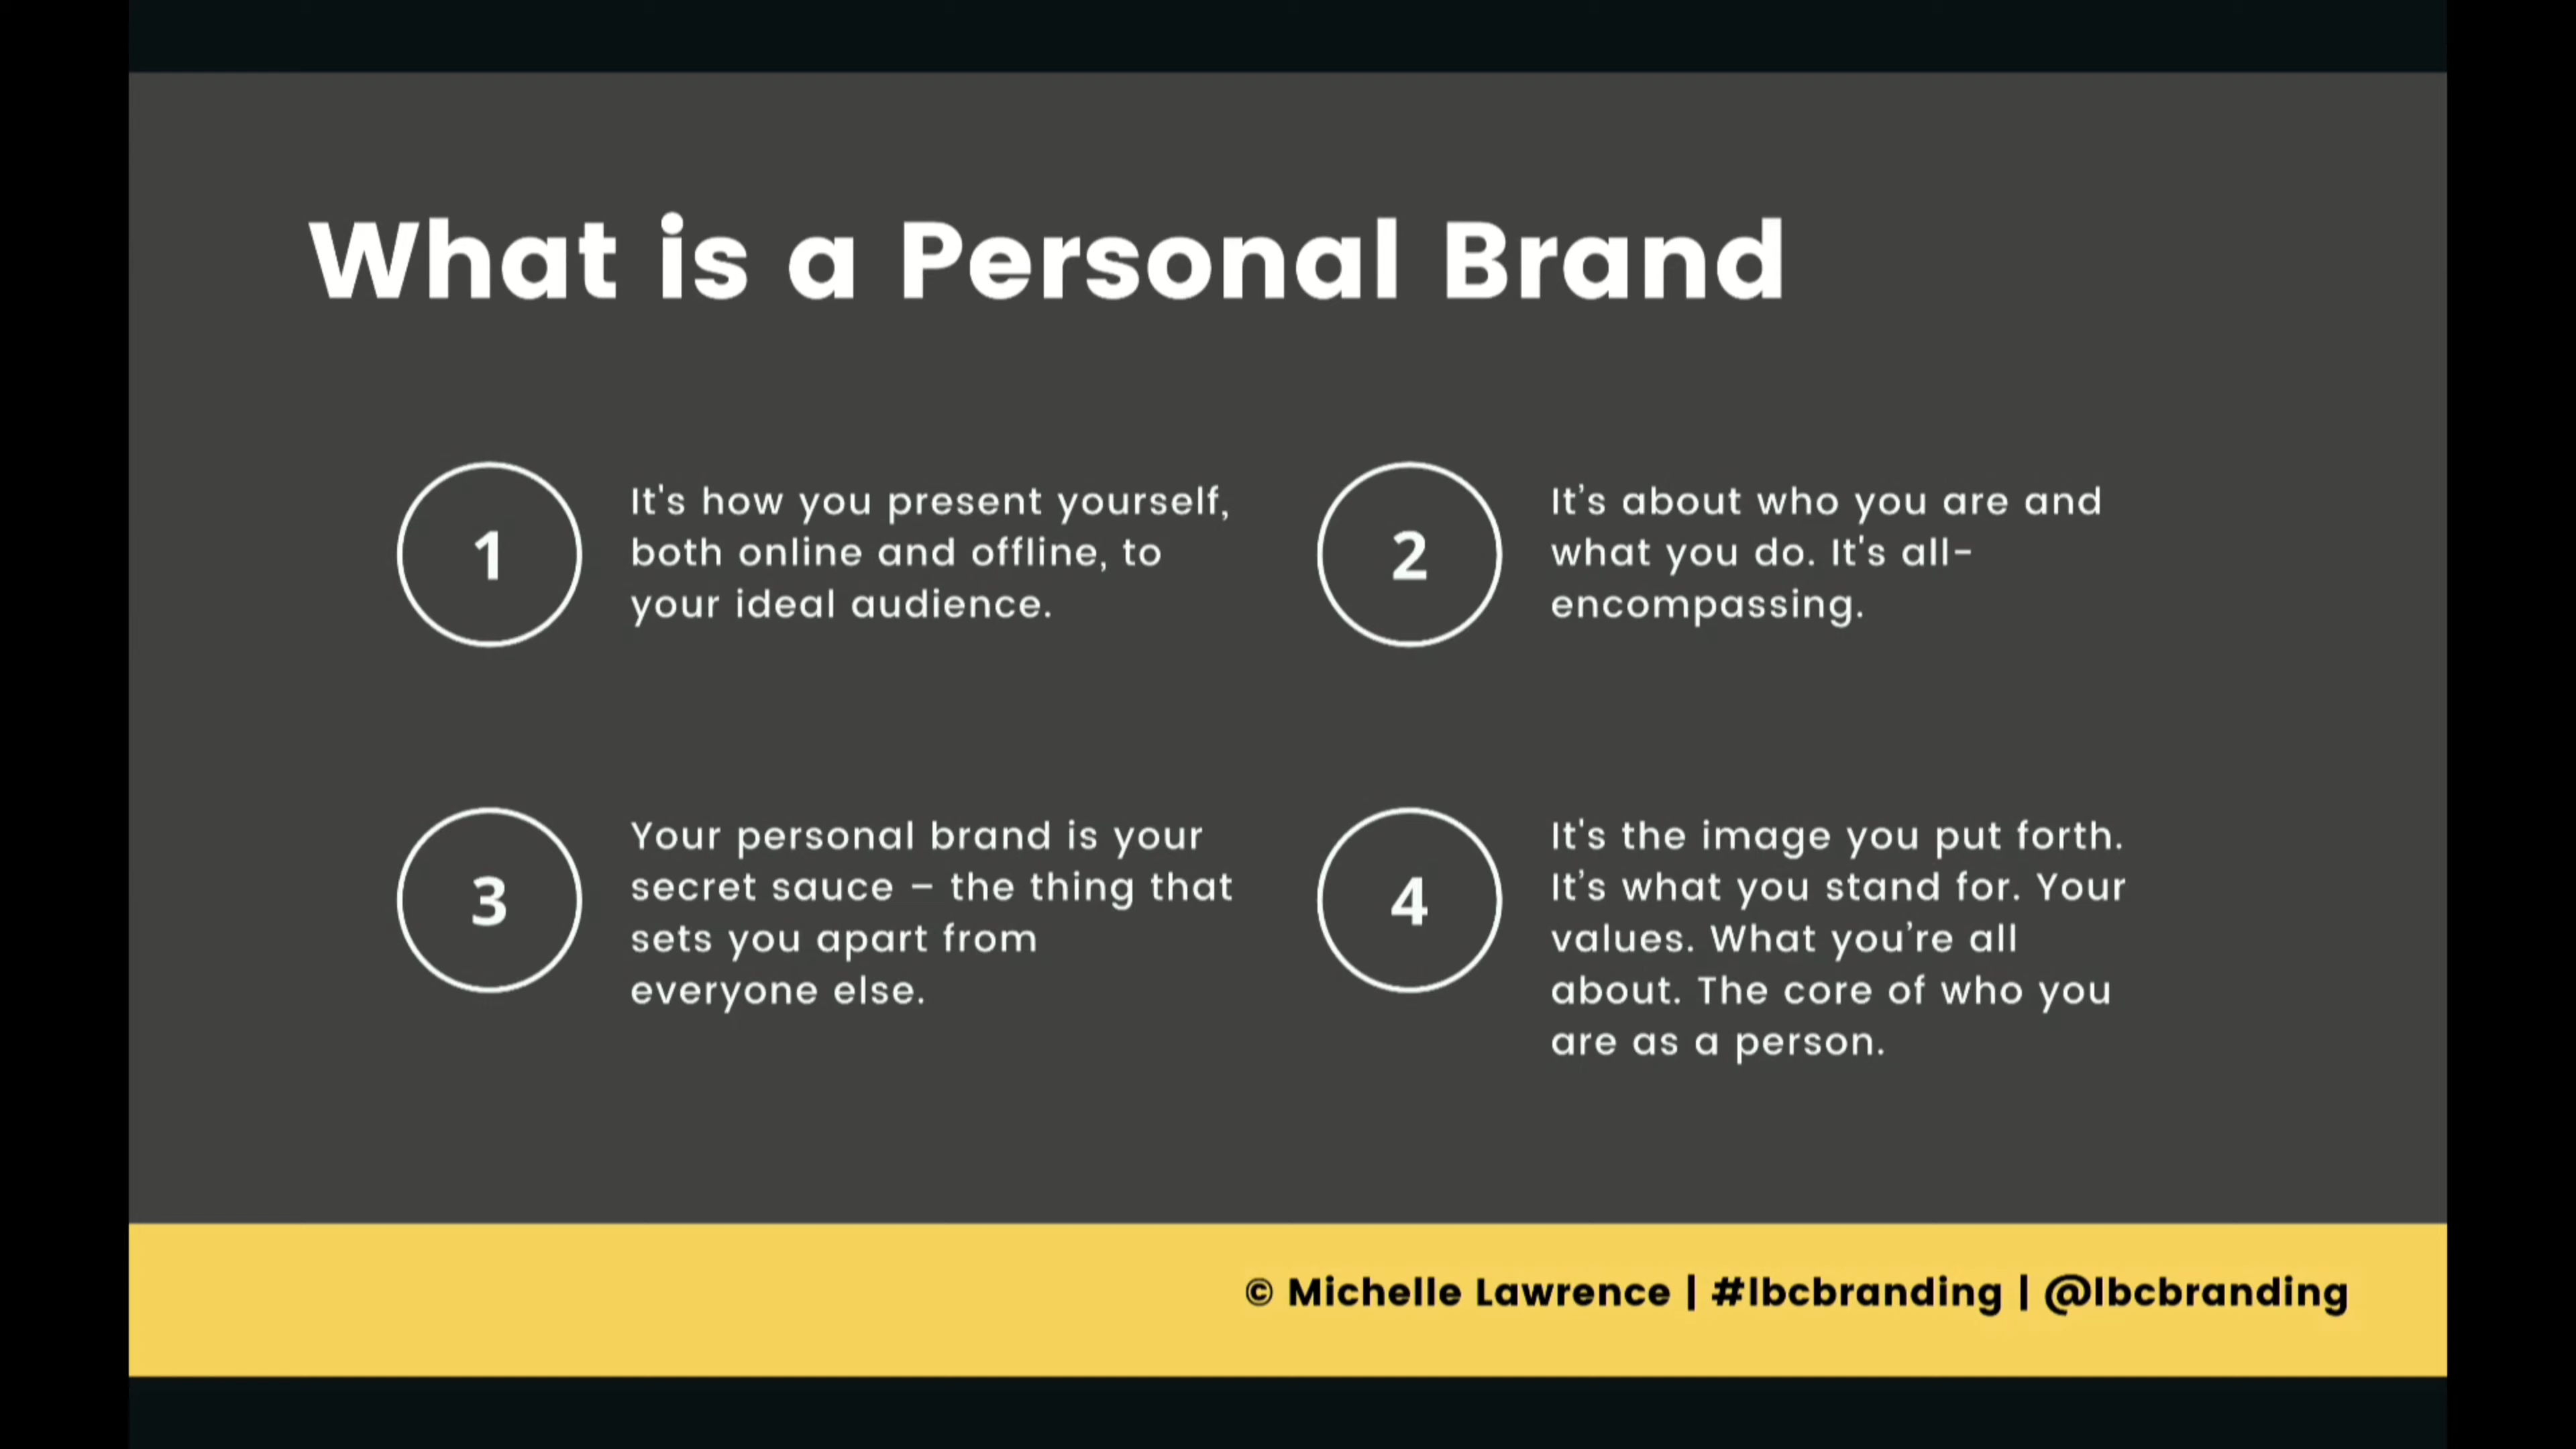 What is a Personal Brand
1
It's how you present yourself,
both online and offline, to
your ideal audience.
2
It’s about who you are and
what you do. It's all-
encompassing.
3
Your personal brand is your
secret sauce – the thing that
sets you apart from
everyone else.
4
It's the image you put forth.
It’s what you stand for. Your
values. What you’re all
about. The core of who you
are as a person.
© Michelle Lawrence | #lbcbranding | @lbcbranding